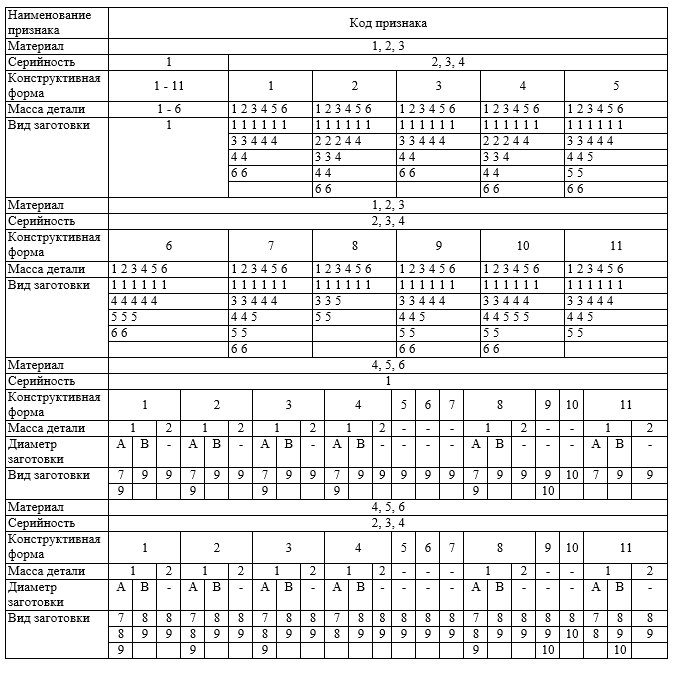 Наименование признака Код признака
Материал 1, 2, 3
Серийность 1 2, 3, 4
Конструктивная форма 1 - 11 1 2 3 4 5
Масса детали 1 - 6 1 2 3 4 5 6 1 2 3 4 5 6 1 2 3 4 5 6 1 2 3 4 5 6 1 2 3 4 5 6
Вид заготовки 1 1 1 1 1 1 1 1 1 1 1 1 1 1 1 1 1 1 1 1 1 1 1 1 1 1 1 1 1 1 1
3 3 4 4 4 2 2 2 4 4 3 3 4 4 4 2 2 2 4 4 3 3 4 4 4
4 4 3 3 4 4 4 3 3 4 4 4 5
6 6 4 4 6 6 4 4 5 5
6 6 6 6 6 6
Материал 1, 2, 3
Серийность 2, 3, 4
Конструктивная форма 6 7 8 9 10 11
Масса детали 1 2 3 4 5 6 1 2 3 4 5 6 1 2 3 4 5 6 1 2 3 4 5 6 1 2 3 4 5 6 1 2 3 4 5 6
Вид заготовки 1 1 1 1 1 1 1 1 1 1 1 1 1 1 1 1 1 1 1 1 1 1 1 1 1 1 1 1 1 1 1 1 1 1 1 1
4 4 4 4 4 3 3 4 4 4 3 3 5 3 3 4 4 4 3 3 4 4 4 3 3 4 4 4
5 5 5 4 4 5 5 5 4 4 5 4 4 5 5 5 4 4 5
6 6 5 5 5 5 5 5 5 5
6 6 6 6 6 6
Материал 4, 5, 6
Серийность 1
Конструктивная форма 1 2 3 4 5 6 7 8 9 10 11
Масса детали 1 2 1 2 1 2 1 2 - - - 1 2 - - 1 2
Диаметр заготовки А В - А В - А В - А В - - - - А В - - - А В -
Вид заготовки 7 9 9 7 9 9 7 9 9 7 9 9 9 9 9 7 9 9 9 10 7 9 9
9 9 9 9 9 10
Материал 4, 5, 6
Серийность 2, 3, 4
Конструктивная форма 1 2 3 4 5 6 7 8 9 10 11
Масса детали 1 2 1 2 1 2 1 2 - - - 1 2 - - 1 2
Диаметр заготовки А В - А В - А В - А В - - - - А В - - - А В -
Вид заготовки 7 8 8 7 8 8 7 8 8 7 8 8 8 8 8 7 8 8 8 8 7 8 8
8 9 9 8 9 9 8 9 9 8 9 9 9 9 9 8 9 9 9 10 8 9 9
9 9 9 9 10 10